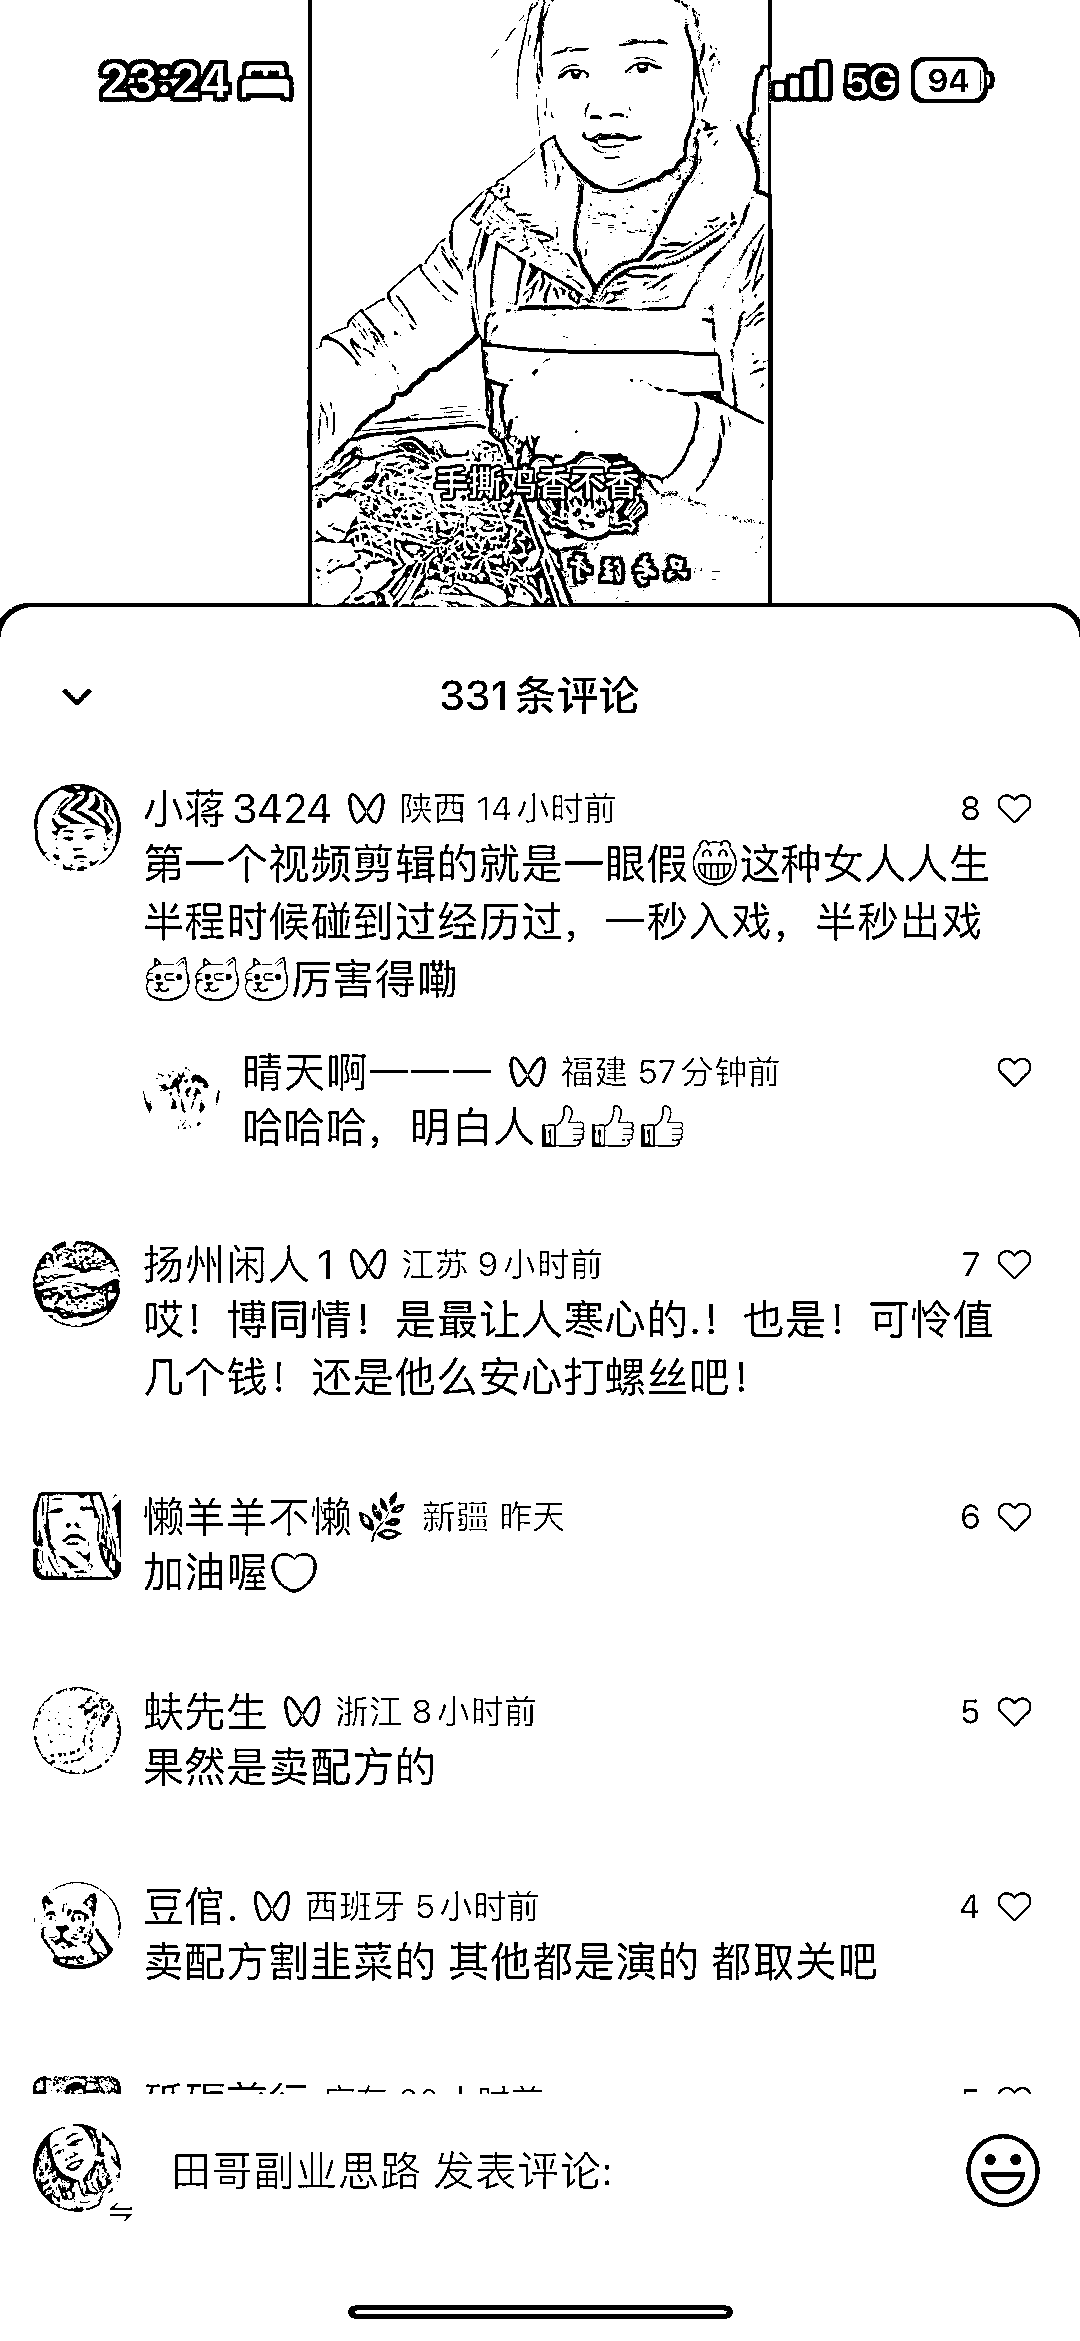 23:24
5G 94
手撕鸡香不香
331条评论
小蒋3424 陕西 14小时前 8
第一个视频剪辑的就是一眼假😁这种女人人生
半程时候碰到过经历过，一秒入戏，半秒出戏
厉害得嘞
晴天啊一一一 福建 57分钟前
哈哈哈，明白人👍👍👍
扬州闲人1 江苏 9小时前 7
哎！博同情！是最让人寒心的.！也是！可怜值
几个钱！还是他么安心打螺丝吧！
懒羊羊不懒🌿 新疆 昨天 6
加油喔♡
蚨先生 浙江 8小时前 5
果然是卖配方的
豆倌. 西班牙 5小时前 4
卖配方割韭菜的 其他都是演的 都取关吧
田哥副业思路 发表评论: